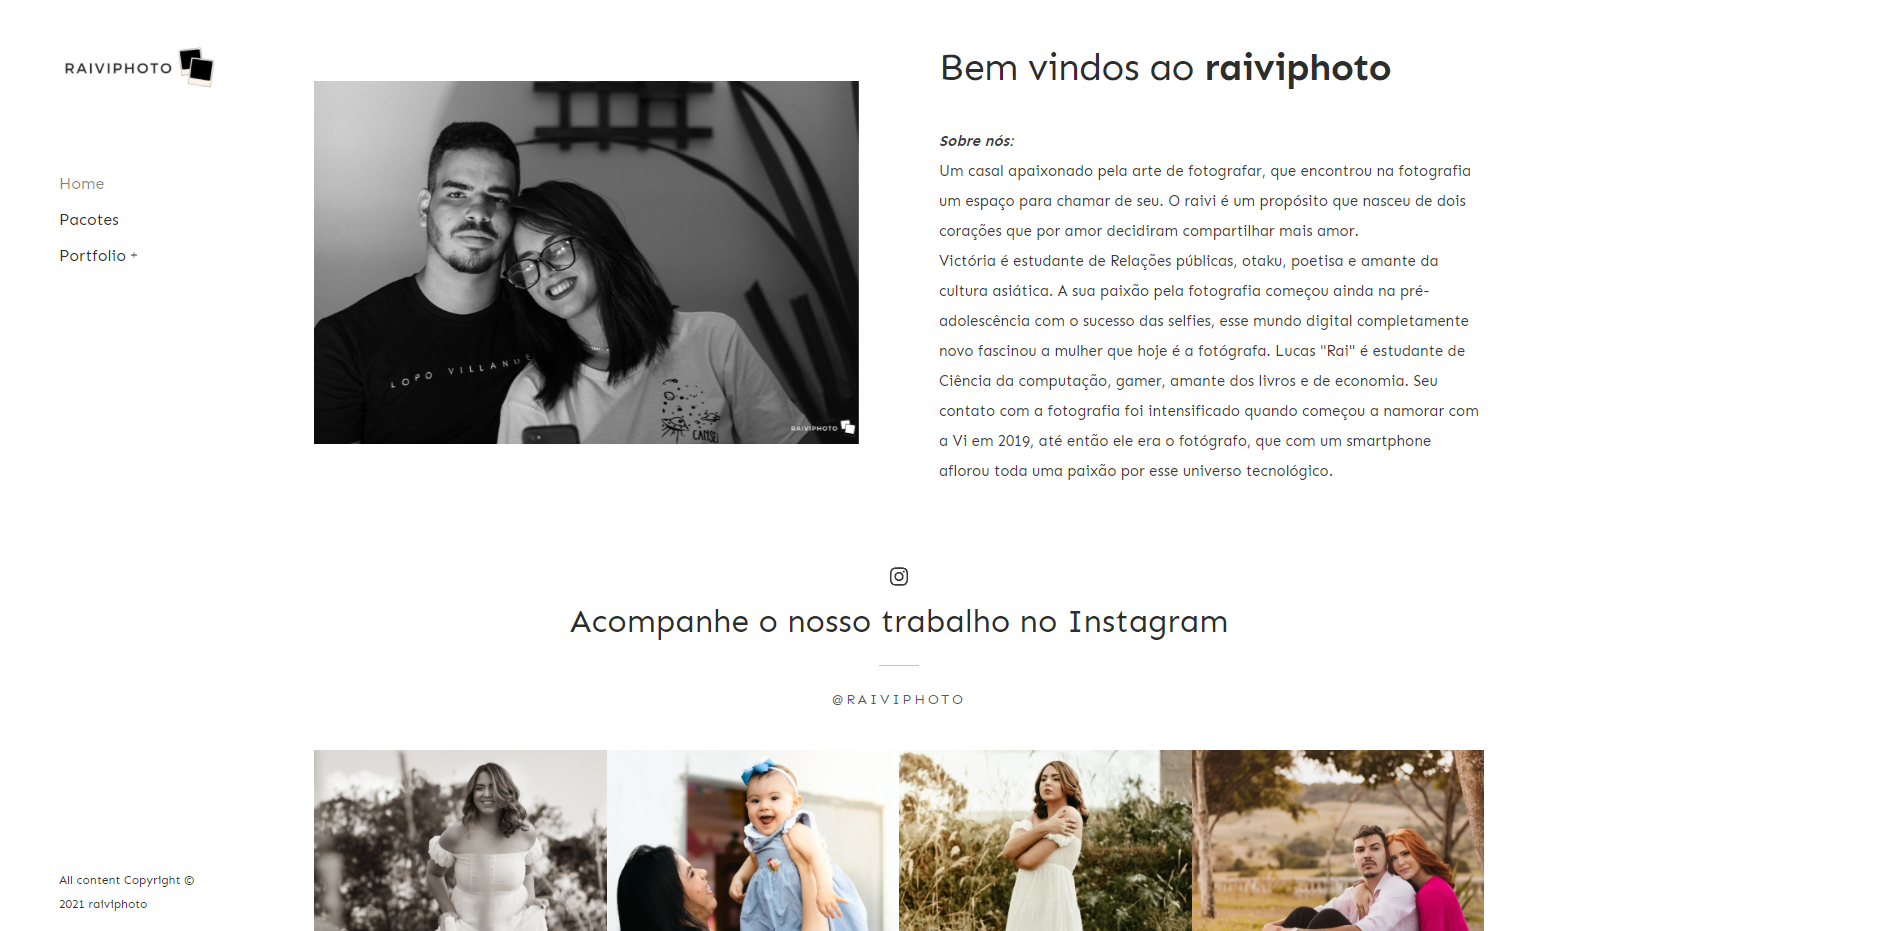 RAIVIPHOTO
Home
Pacotes
Portfolio +
Bem vindos ao raiviphoto
Sobre nós:
Um casal apaixonado pela arte de fotografar, que encontrou na fotografia
um espaço para chamar de seu. O raivi é um propósito que nasceu de dois
corações que por amor decidiram compartilhar mais amor.
Victória é estudante de Relações públicas, otaku, poetisa e amante da
cultura asiática. A sua paixão pela fotografia começou ainda na pré-
adolescência com o sucesso das selfies, esse mundo digital completamente
novo fascinou a mulher que hoje é a fotógrafa. Lucas "Rai" é estudante de
Ciência da computação, gamer, amante dos livros e de economia. Seu
contato com a fotografia foi intensificado quando começou a namorar com
a Vi em 2019, até então ele era o fotógrafo, que com um smartphone
aflorou toda uma paixão por esse universo tecnológico.
LOPO VILLANUE
CANSEI
RAIVIPHOTO
Acompanhe o nosso trabalho no Instagram
@RAIVIPHOTO
All content Copyright ©
2021 raiviphoto